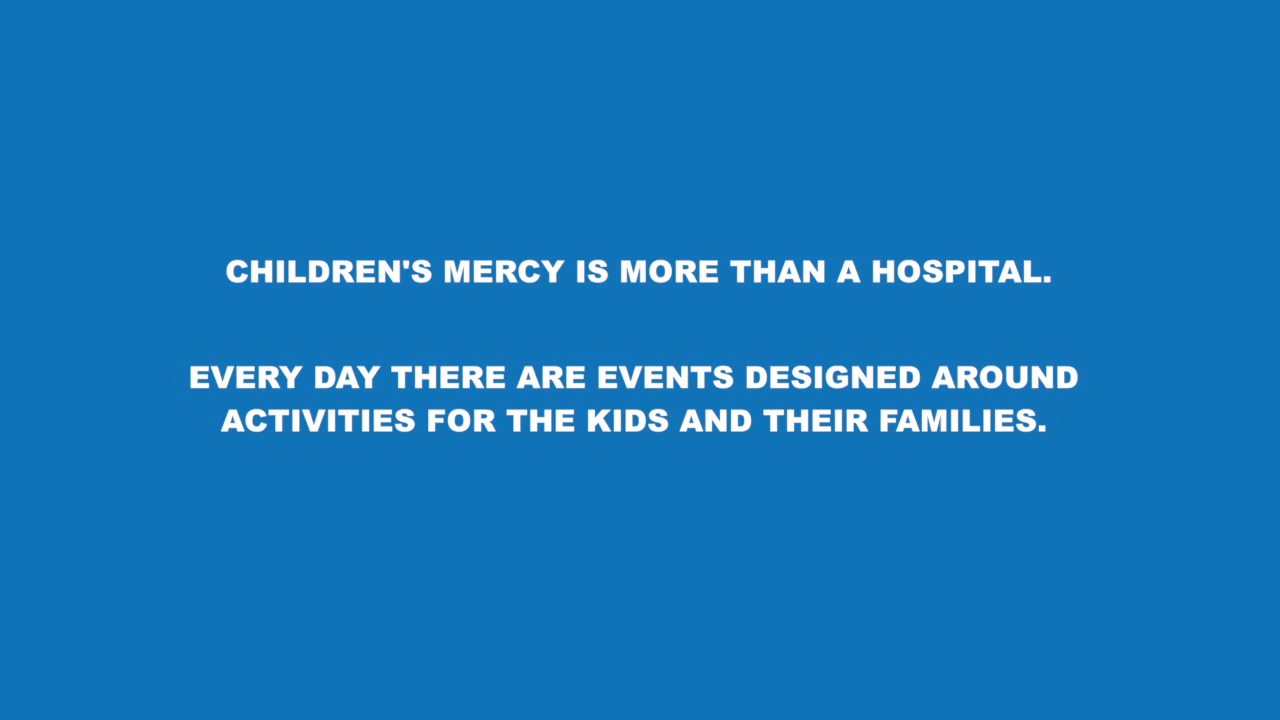 CHILDREN'S MERCY IS MORE THAN A HOSPITAL.
EVERY DAY THERE ARE EVENTS DESIGNED AROUND
ACTIVITIES FOR THE KIDS AND THEIR FAMILIES.